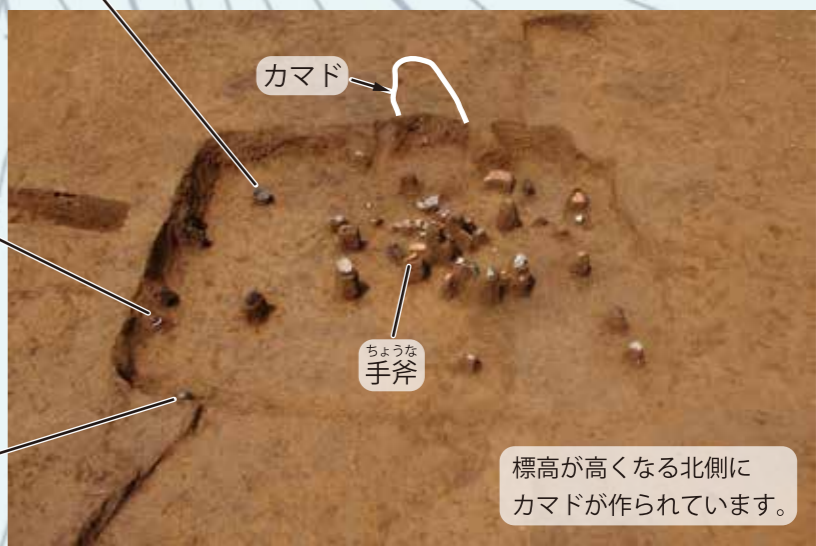 カマド
ちょうな
手斧
標高が高くなる北側に
カマドが作られています。